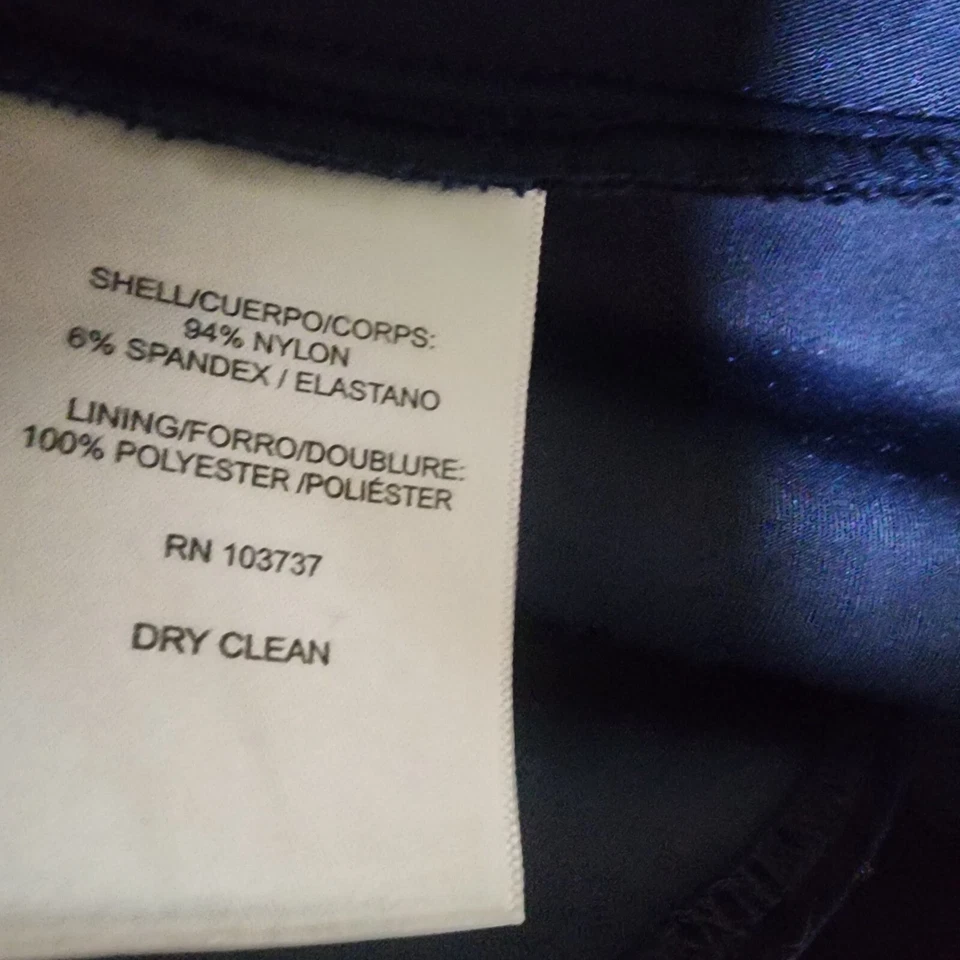 SHELL/CUERPO/CORPS:
94% NYLON
6% SPANDEX / ELASTANO
LINING/FORRO/DOUBLURE:
100% POLYESTER /POLIÉSTER
RN 103737
DRY CLEAN